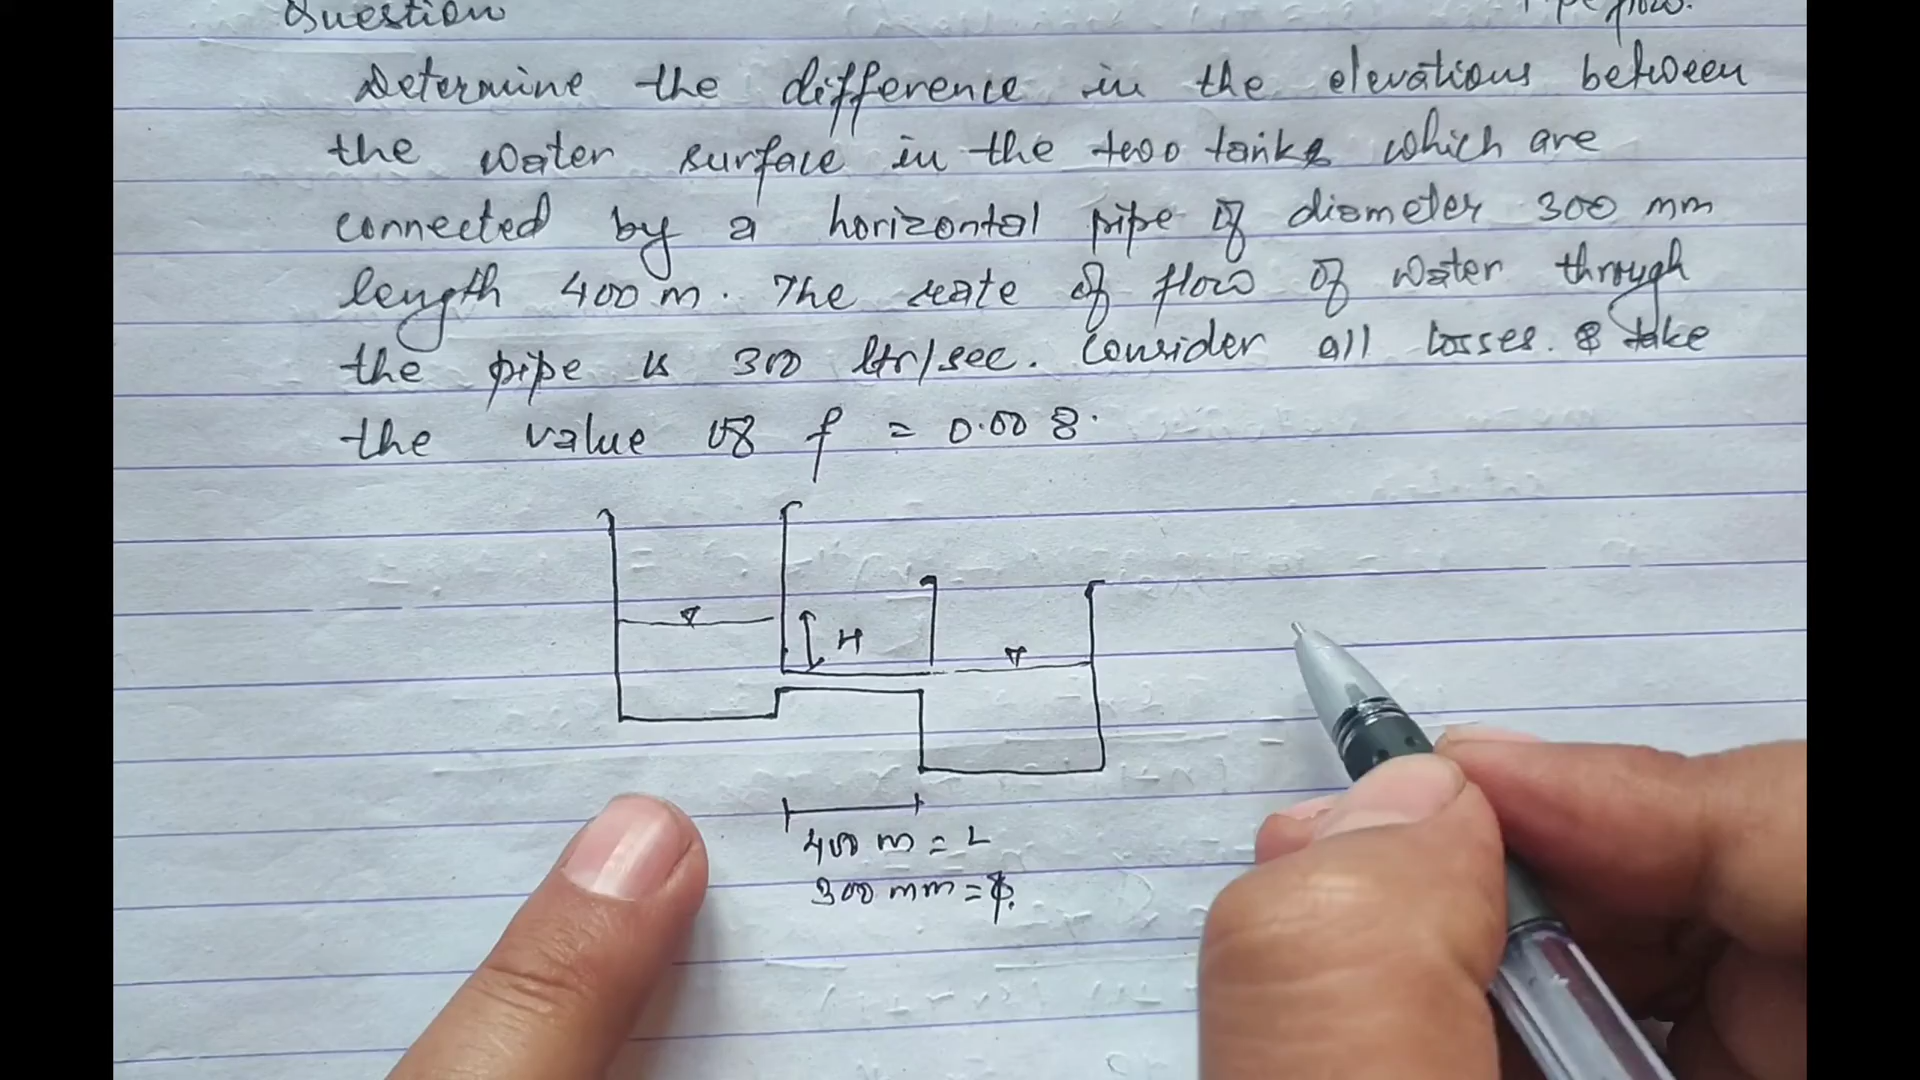 Question
Pipe flow.
Determine the difference in the elevations between
the water surface in the two tanks which are
connected by a horizontal pipe of diameter 300 mm
length 400 m. The rate of flow of water through
the pipe is 300 ltr/sec. Consider all losses. & take
the value of f = 0.008.
H
400 m = L
300 mm = φ.